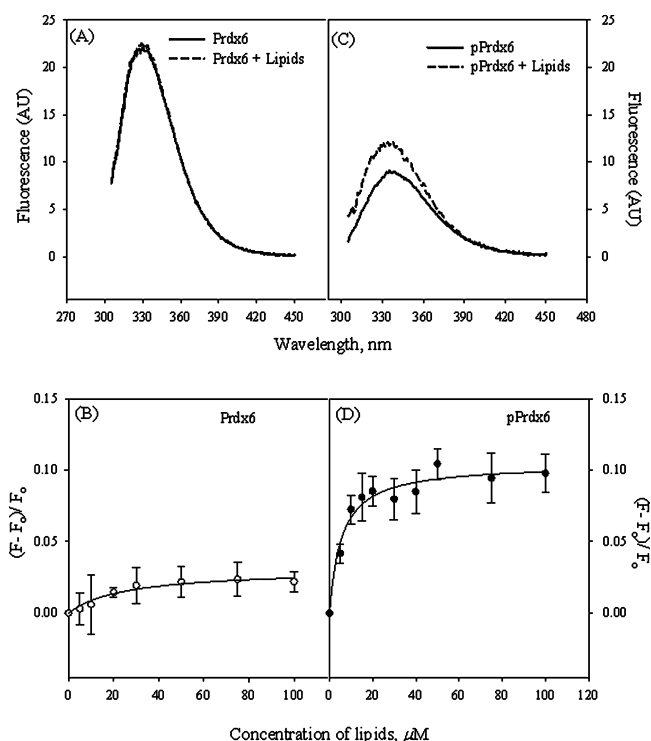 (A)
Prdx6
Prdx6 + Lipids
(C)
pPrdx6
pPrdx6 + Lipids
25
20
15
10
5
0
Fluorescence (AU)
25
20
15
10
5
0
Fluorescence (AU)
270 300 330 360 390 420 450
300 330 360 390 420 450 480
Wavelength, nm
(B)
Prdx6
(D)
pPrdx6
0.15
0.10
0.05
0.00
(F- Fo)/ Fo
0.15
0.10
0.05
0.00
(F- Fo)/ Fo
0 20 40 60 80 100
0 20 40 60 80 100 120
Concentration of lipids, μM